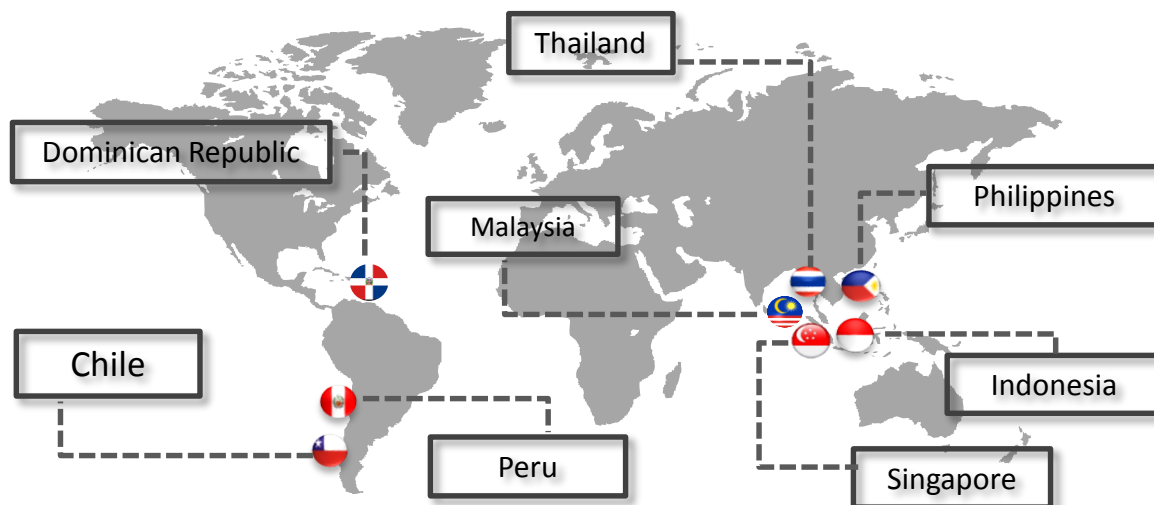 Thailand
Dominican Republic
Philippines
Malaysia
Chile
Indonesia
Peru
Singapore